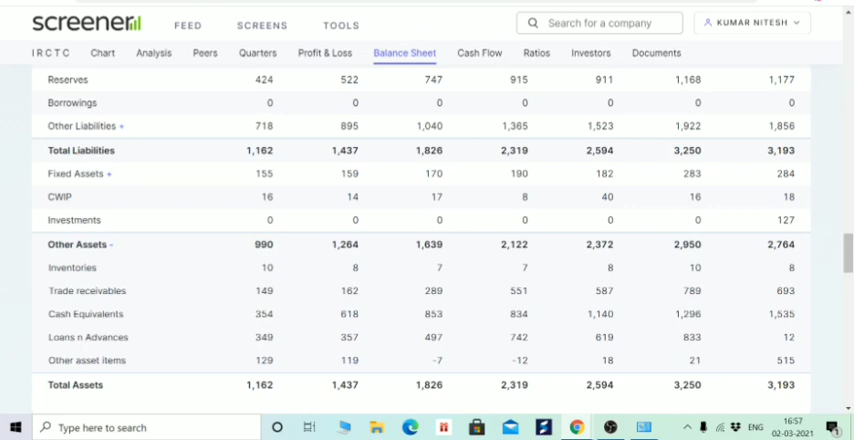 screener
FEED SCREENS TOOLS
Search for a company
KUMAR NITESH
IRCTC Chart Analysis Peers Quarters Profit & Loss Balance Sheet Cash Flow Ratios Investors Documents
Reserves 424 522 747 915 911 1,168 1,177
Borrowings 0 0 0 0 0 0 0
Other Liabilities + 718 895 1,040 1,365 1,523 1,922 1,856
Total Liabilities 1,162 1,437 1,826 2,319 2,594 3,250 3,193
Fixed Assets + 155 159 170 190 182 283 284
CWIP 16 14 17 8 40 16 18
Investments 0 0 0 0 0 0 127
Other Assets - 990 1,264 1,639 2,122 2,372 2,950 2,764
Inventories 10 8 7 7 8 10 8
Trade receivables 149 162 289 551 587 789 693
Cash Equivalents 354 618 853 834 1,140 1,296 1,535
Loans n Advances 349 357 497 742 619 833 12
Other asset items 129 119 -7 -12 18 21 515
Total Assets 1,162 1,437 1,826 2,319 2,594 3,250 3,193
Type here to search
ENG
16:57
02-03-2021